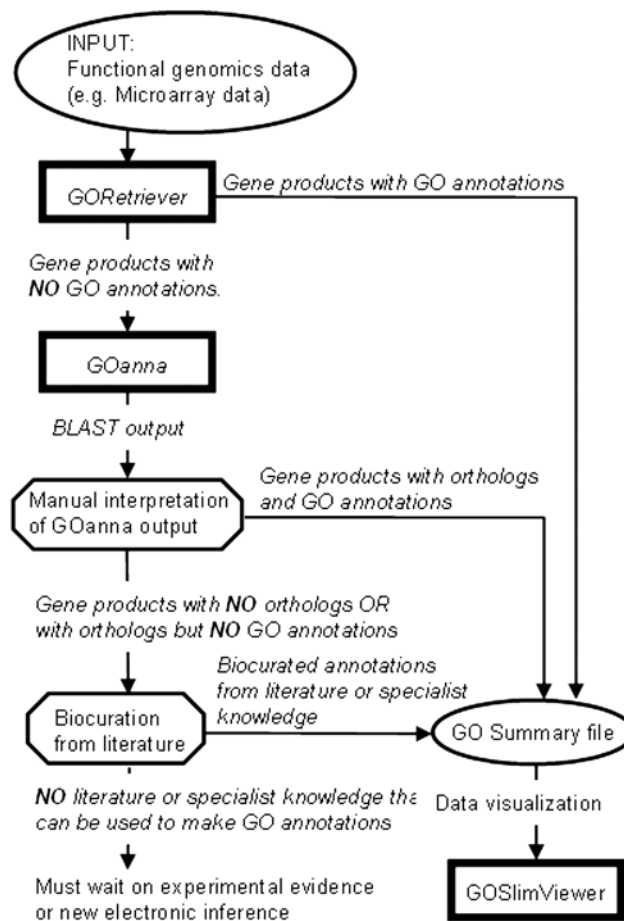 INPUT:
Functional genomics data
(e.g. Microarray data)
GORetriever
Gene products with GO annotations
Gene products with
NO GO annotations.
GOanna
BLAST output
Manual interpretation
of GOanna output
Gene products with orthologs
and GO annotations
Gene products with NO orthologs OR
with orthologs but NO GO annotations
Biocurated annotations
from literature or specialist
knowledge
Biocuration
from literature
GO Summary file
NO literature or specialist knowledge tha
can be used to make GO annotations
Data visualization
Must wait on experimental evidence
or new electronic inference
GOSlimViewer